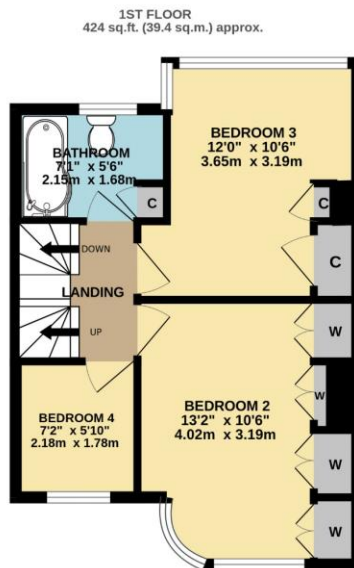 1ST FLOOR
424 sq.ft. (39.4 sq.m.) approx.
BEDROOM 3
12'0" x 10'6"
3.65m x 3.19m
BATHROOM
7'1" x 5'6"
2.15m x 1.68m
C
C
C
DOWN
LANDING
UP
W
W
W
W
BEDROOM 2
13'2" x 10'6"
4.02m x 3.19m
BEDROOM 4
7'2" x 5'10"
2.18m x 1.78m